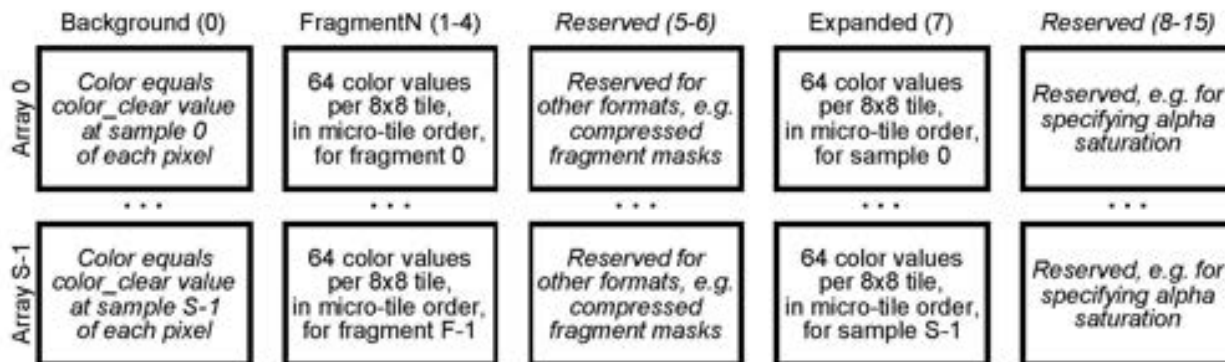 Background (0) FragmentN (1-4) Reserved (5-6) Expanded (7) Reserved (8-15)
Array 0
Color equals
color_clear value
at sample 0
of each pixel
64 color values
per 8x8 tile,
in micro-tile order,
for fragment 0
Reserved for
other formats, e.g.
compressed
fragment masks
64 color values
per 8x8 tile,
in micro-tile order,
for sample 0
Reserved, e.g. for
specifying alpha
saturation
... ... ... ... ...
Array S-1
Color equals
color_clear value
at sample S-1
of each pixel
64 color values
per 8x8 tile,
in micro-tile order,
for fragment F-1
Reserved for
other formats, e.g.
compressed
fragment masks
64 color values
per 8x8 tile,
in micro-tile order,
for sample S-1
Reserved, e.g. for
specifying alpha
saturation